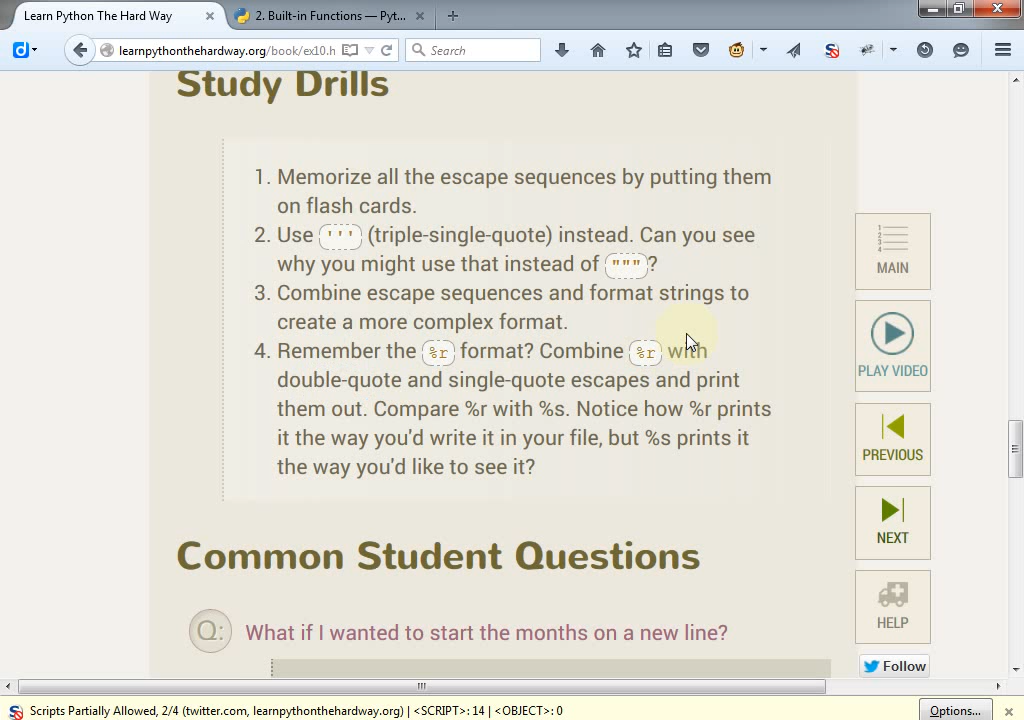 Learn Python The Hard Way
2. Built-in Functions — Pyt...
learnpythonthehardway.org/book/ex10.h
Search
Study Drills
1. Memorize all the escape sequences by putting them
on flash cards.
2. Use ''' (triple-single-quote) instead. Can you see
why you might use that instead of """?
3. Combine escape sequences and format strings to
create a more complex format.
4. Remember the %r format? Combine %r with
double-quote and single-quote escapes and print
them out. Compare %r with %s. Notice how %r prints
it the way you'd write it in your file, but %s prints it
the way you'd like to see it?
MAIN
PLAY VIDEO
PREVIOUS
NEXT
HELP
Follow
Common Student Questions
Q: What if I wanted to start the months on a new line?
Scripts Partially Allowed, 2/4 (twitter.com, learnpythonthehardway.org) | <SCRIPT>: 14 | <OBJECT>: 0
Options...